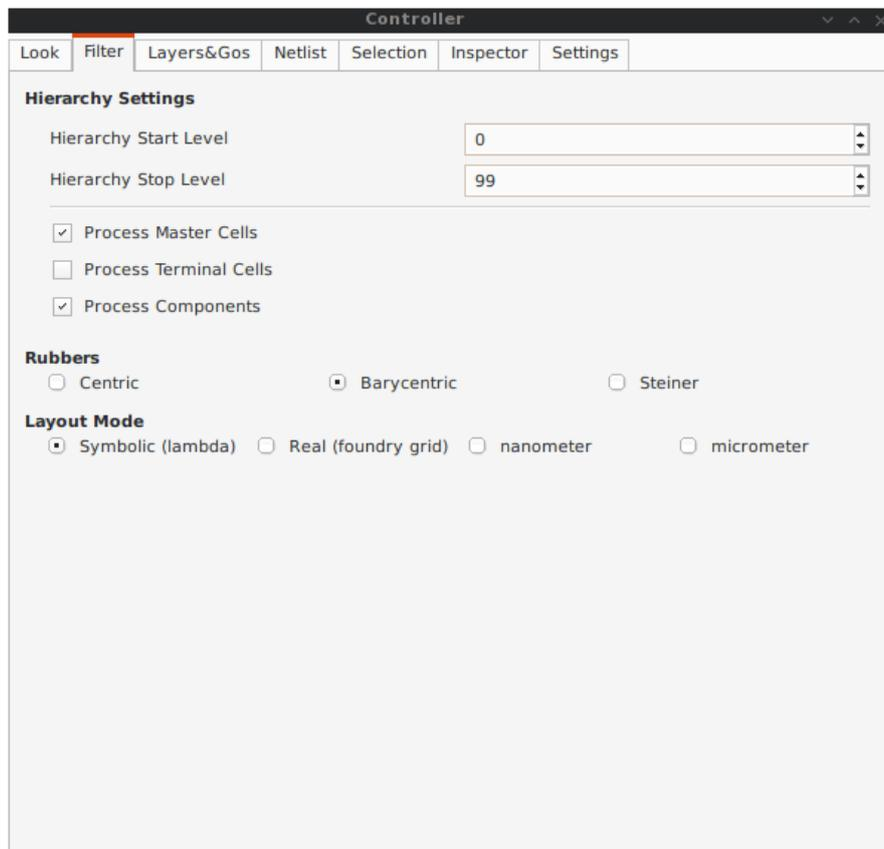 Controller
Look Filter Layers&Gos Netlist Selection Inspector Settings
Hierarchy Settings
Hierarchy Start Level 0
Hierarchy Stop Level 99
Process Master Cells
Process Terminal Cells
Process Components
Rubbers
Centric Barycentric Steiner
Layout Mode
Symbolic (lambda) Real (foundry grid) nanometer micrometer